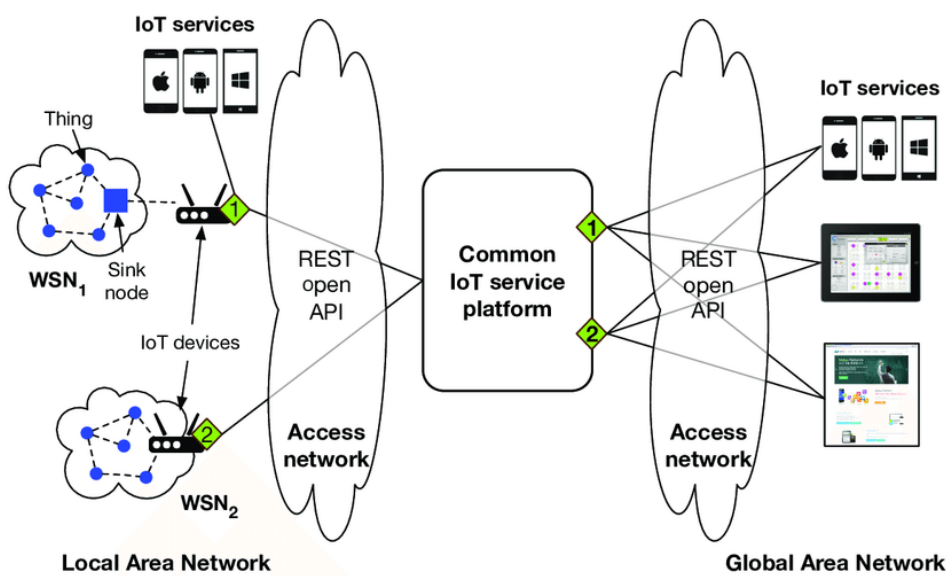 IoT services
Thing
1
WSN1
Sink
node
IoT devices
2
WSN2
Local Area Network
REST
open
API
Access
network
Common
IoT service
platform
1
2
REST
open
API
Access
network
IoT services
Global Area Network